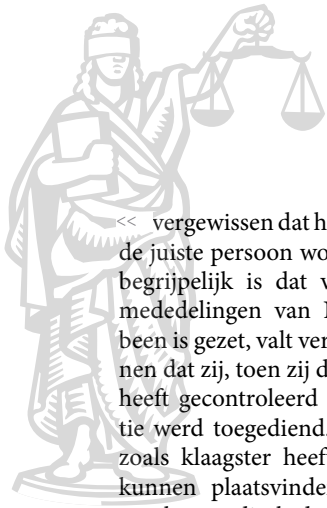 << vergewissen dat h
de juiste persoon wo
begrijpelijk is dat v
mededelingen van
been is gezet, valt ver
nen dat zij, toen zij d
heeft gecontroleerd
tie werd toegediend.
zoals klaagster heef
kunnen plaatsvinde